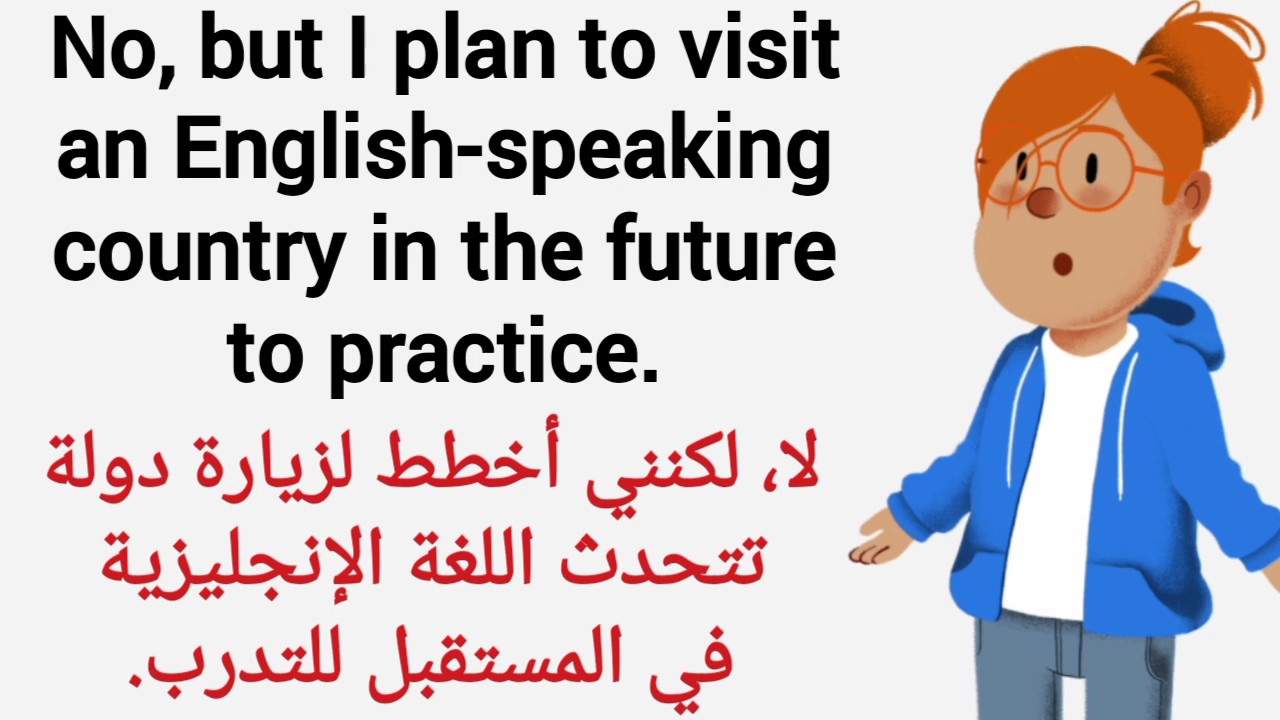 No, but I plan to visit
an English-speaking
country in the future
to practice.
لا، لكنني أخطط لزيارة دولة
تتحدث اللغة الإنجليزية
في المستقبل للتدرب.